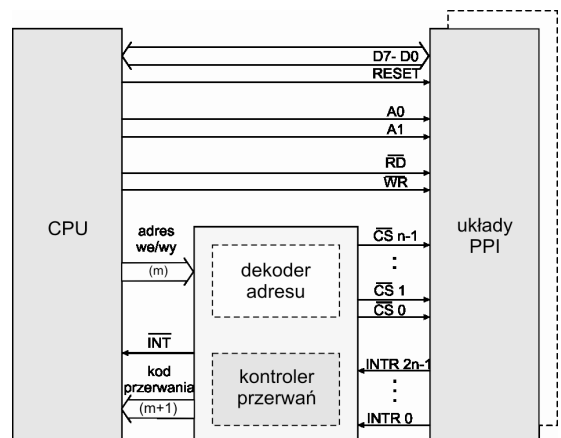 D7- D0
RESET
A0
A1
RD
WR
CPU
układy
PPI
adres
we/wy
(m)
dekoder
adresu
CS n-1
:
CS 1
CS 0
INT
kod
przerwania
(m+1)
kontroler
przerwań
INTR 2n-1
:
INTR 0